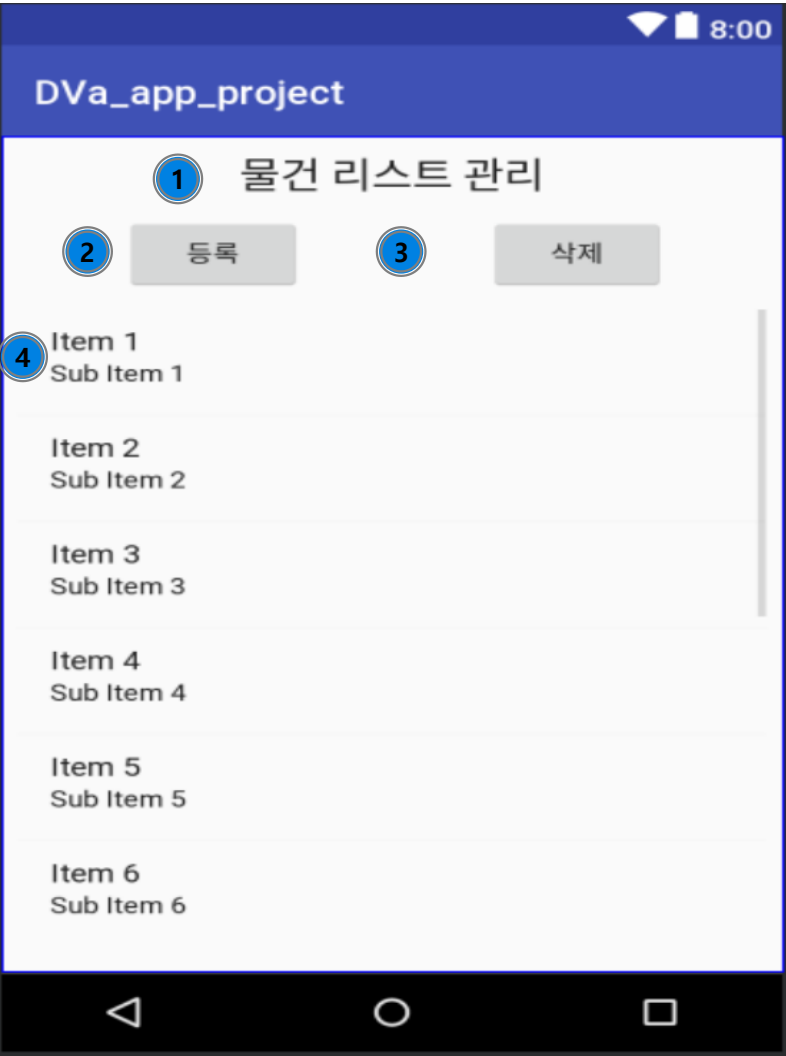 8:00
DVa_app_project
1 물건 리스트 관리
2 등록 3 삭제
4 Item 1
Sub Item 1
Item 2
Sub Item 2
Item 3
Sub Item 3
Item 4
Sub Item 4
Item 5
Sub Item 5
Item 6
Sub Item 6